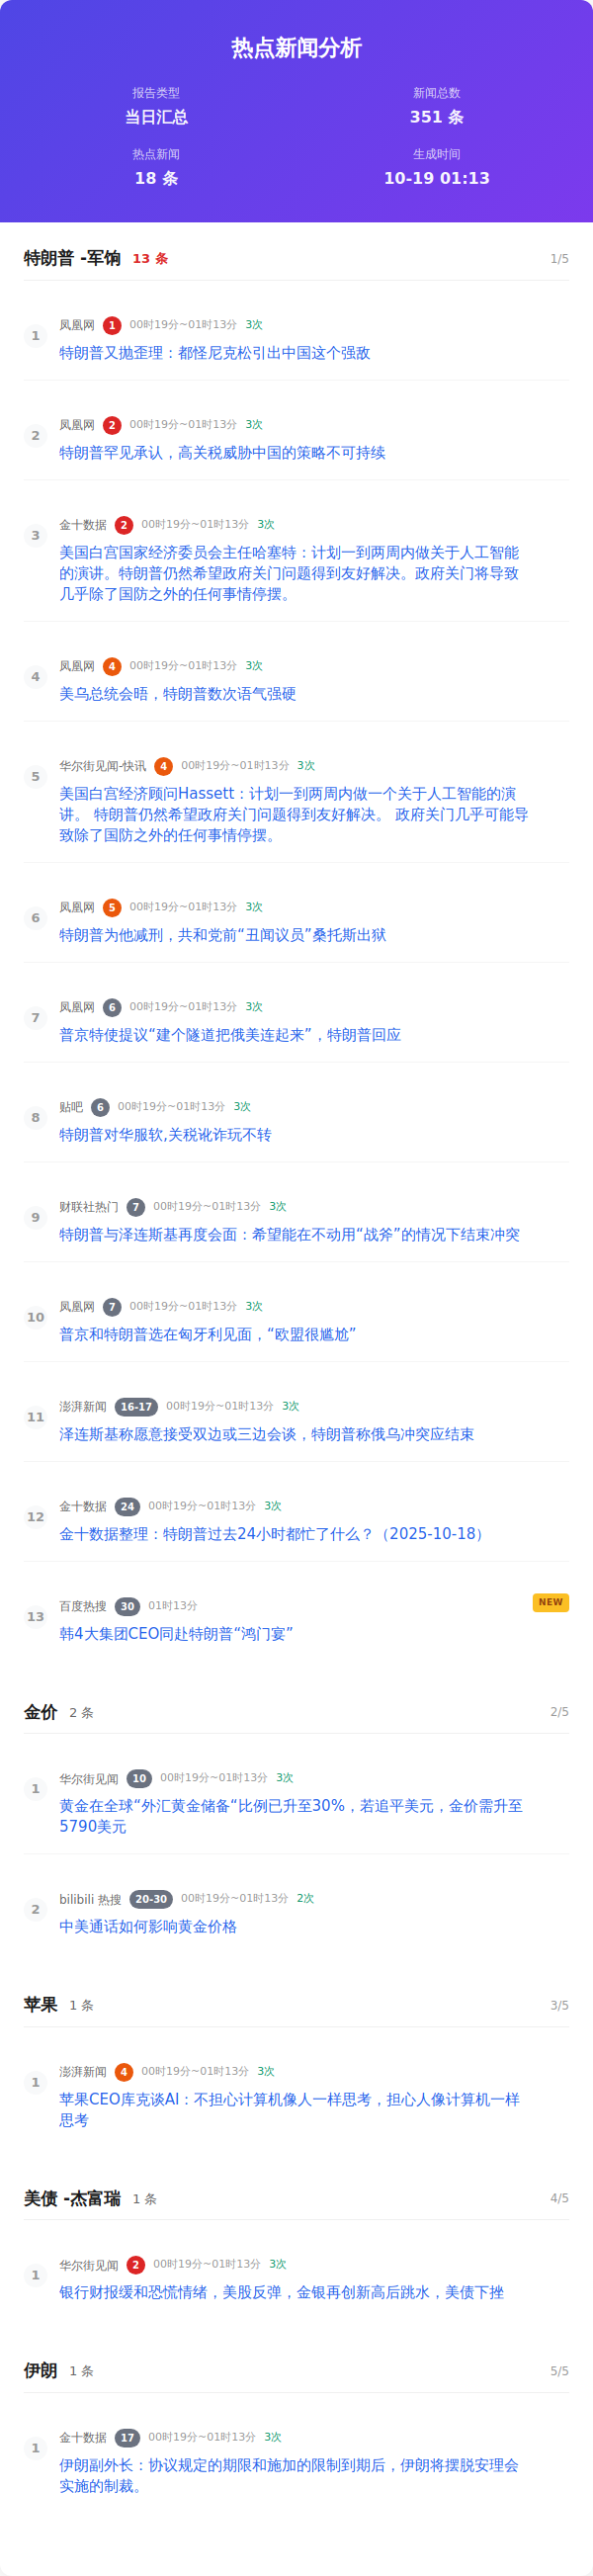 热点新闻分析
报告类型
新闻总数
当日汇总
351 条
热点新闻
生成时间
18 条
10-19 01:13
特朗普 -军饷 13 条 1/5
1 凤凰网 1 00时19分~01时13分 3次
特朗普又抛歪理：都怪尼克松引出中国这个强敌
2 凤凰网 2 00时19分~01时13分 3次
特朗普罕见承认，高关税威胁中国的策略不可持续
3 金十数据 2 00时19分~01时13分 3次
美国白宫国家经济委员会主任哈塞特：计划一到两周内做关于人工智能
的演讲。特朗普仍然希望政府关门问题得到友好解决。政府关门将导致
几乎除了国防之外的任何事情停摆。
4 凤凰网 4 00时19分~01时13分 3次
美乌总统会晤，特朗普数次语气强硬
5 华尔街见闻-快讯 4 00时19分~01时13分 3次
美国白宫经济顾问Hassett：计划一到两周内做一个关于人工智能的演
讲。 特朗普仍然希望政府关门问题得到友好解决。 政府关门几乎可能导
致除了国防之外的任何事情停摆。
6 凤凰网 5 00时19分~01时13分 3次
特朗普为他减刑，共和党前“丑闻议员”桑托斯出狱
7 凤凰网 6 00时19分~01时13分 3次
普京特使提议“建个隧道把俄美连起来”，特朗普回应
8 贴吧 6 00时19分~01时13分 3次
特朗普对华服软,关税讹诈玩不转
9 财联社热门 7 00时19分~01时13分 3次
特朗普与泽连斯基再度会面：希望能在不动用“战斧”的情况下结束冲突
10 凤凰网 7 00时19分~01时13分 3次
普京和特朗普选在匈牙利见面，“欧盟很尴尬”
11 澎湃新闻 16-17 00时19分~01时13分 3次
泽连斯基称愿意接受双边或三边会谈，特朗普称俄乌冲突应结束
12 金十数据 24 00时19分~01时13分 3次
金十数据整理：特朗普过去24小时都忙了什么？（2025-10-18）
13 百度热搜 30 01时13分 NEW
韩4大集团CEO同赴特朗普“鸿门宴”
金价 2 条 2/5
1 华尔街见闻 10 00时19分~01时13分 3次
黄金在全球“外汇黄金储备“比例已升至30%，若追平美元，金价需升至
5790美元
2 bilibili 热搜 20-30 00时19分~01时13分 2次
中美通话如何影响黄金价格
苹果 1 条 3/5
1 澎湃新闻 4 00时19分~01时13分 3次
苹果CEO库克谈AI：不担心计算机像人一样思考，担心人像计算机一样
思考
美债 -杰富瑞 1 条 4/5
1 华尔街见闻 2 00时19分~01时13分 3次
银行财报缓和恐慌情绪，美股反弹，金银再创新高后跳水，美债下挫
伊朗 1 条 5/5
1 金十数据 17 00时19分~01时13分 3次
伊朗副外长：协议规定的期限和施加的限制到期后，伊朗将摆脱安理会
实施的制裁。